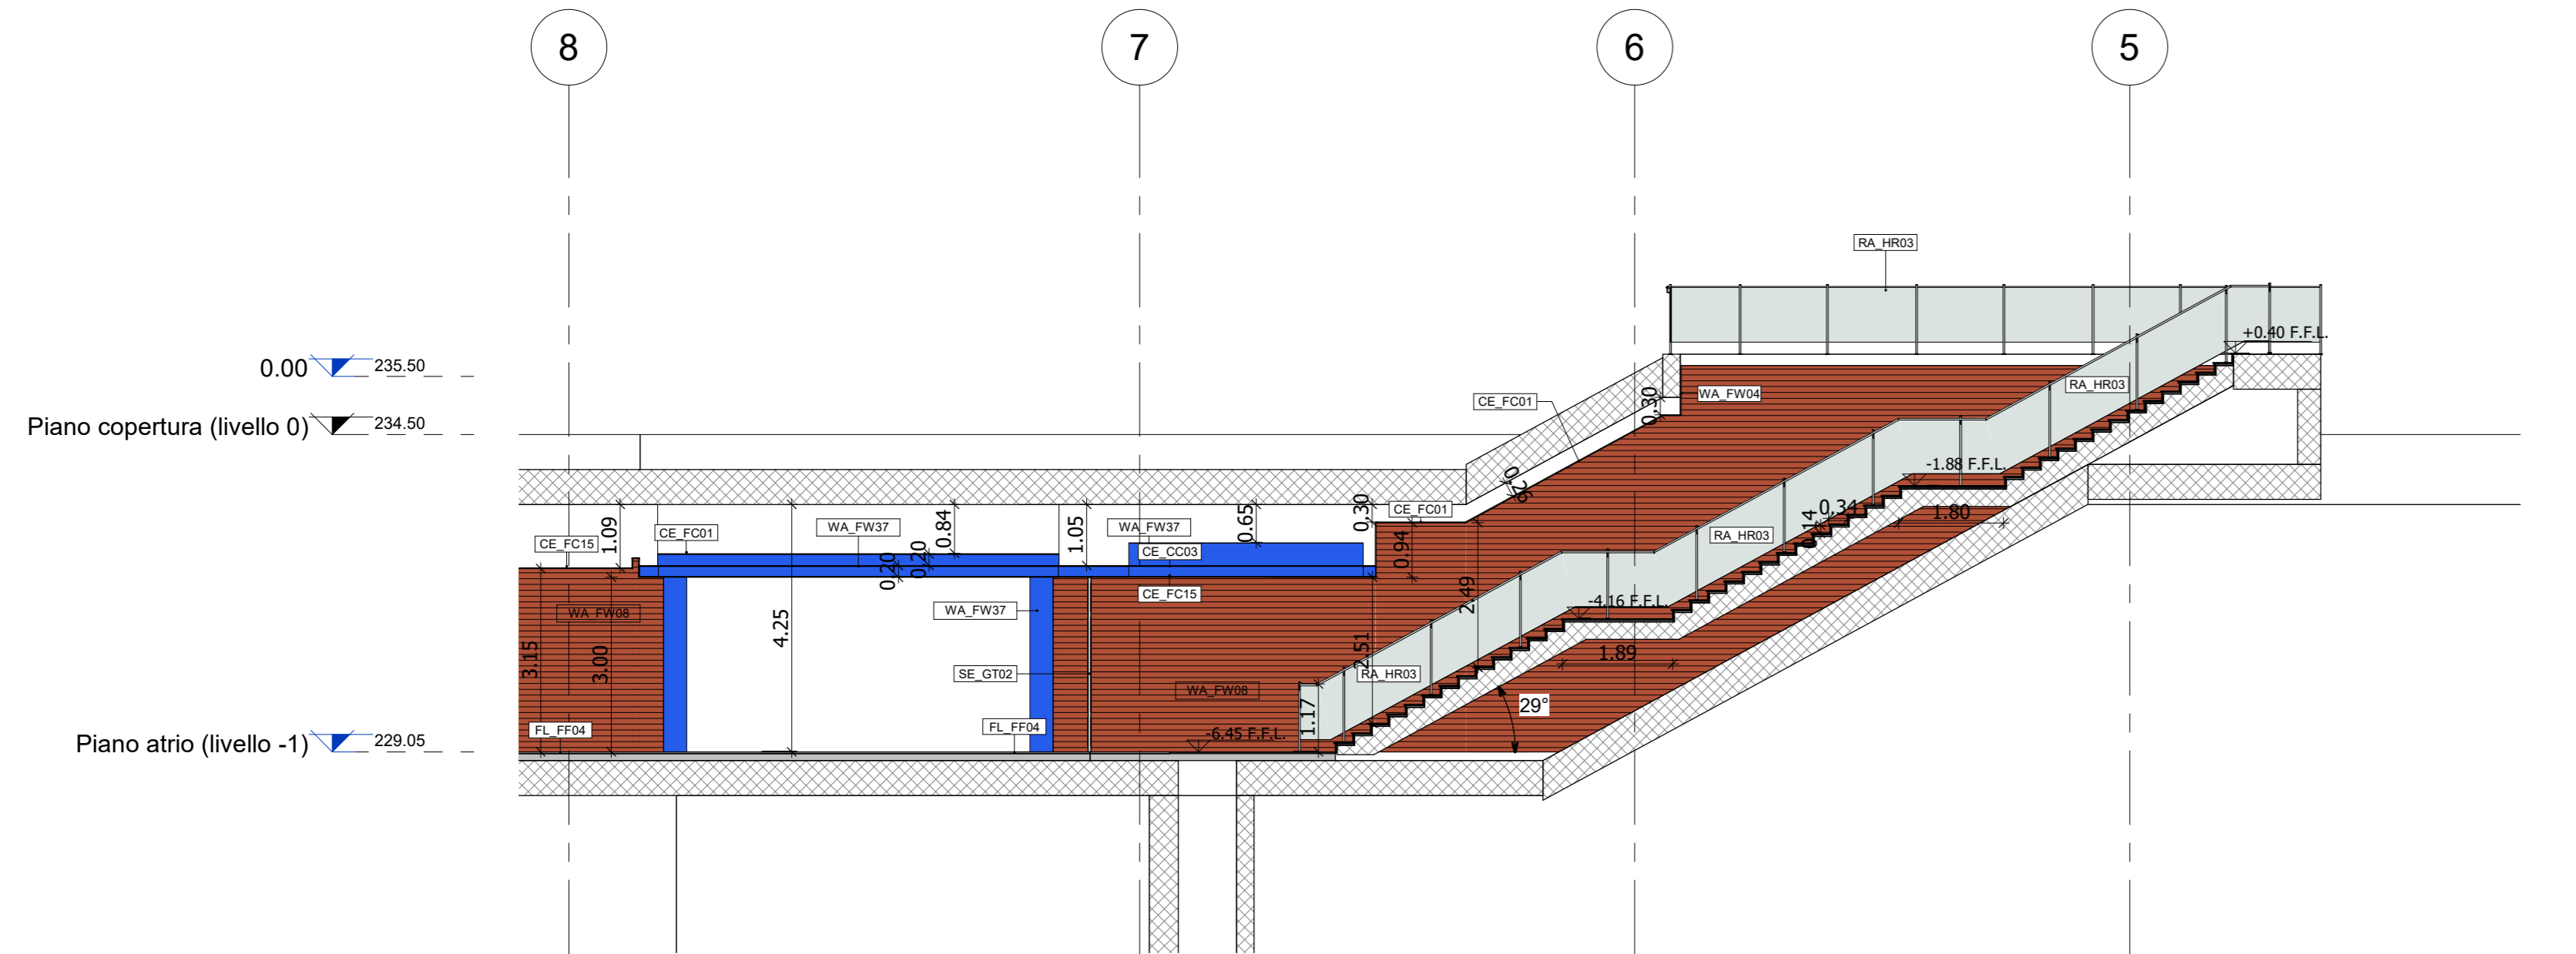 8
7
6
5
RA_HR03
+0.40 F.F.L.
0.00
235.50
RA_HR03
WA_FW04
0,30
CE_FC01
Piano copertura (livello 0)
234.50
-1.88 F.F.L.
0.26
CE_FC01
0,30
0.65
1.09
CE_FC01
WA_FW37
0.84
1.05
WA_FW37
0,34
0,14
1.80
RA_HR03
CE_FC15
CE_CC03
0.94
0.20
0,20
CE_FC15
2.49
WA_FW08
WA_FW37
-4.16 F.F.L.
4.25
3.15
3.00
2.51
1.89
SE_GT02
RA_HR03
WA_FW08
29°
1.17
FL_FF04
FL_FF04
-6.45 F.F.L.
Piano atrio (livello -1)
229.05